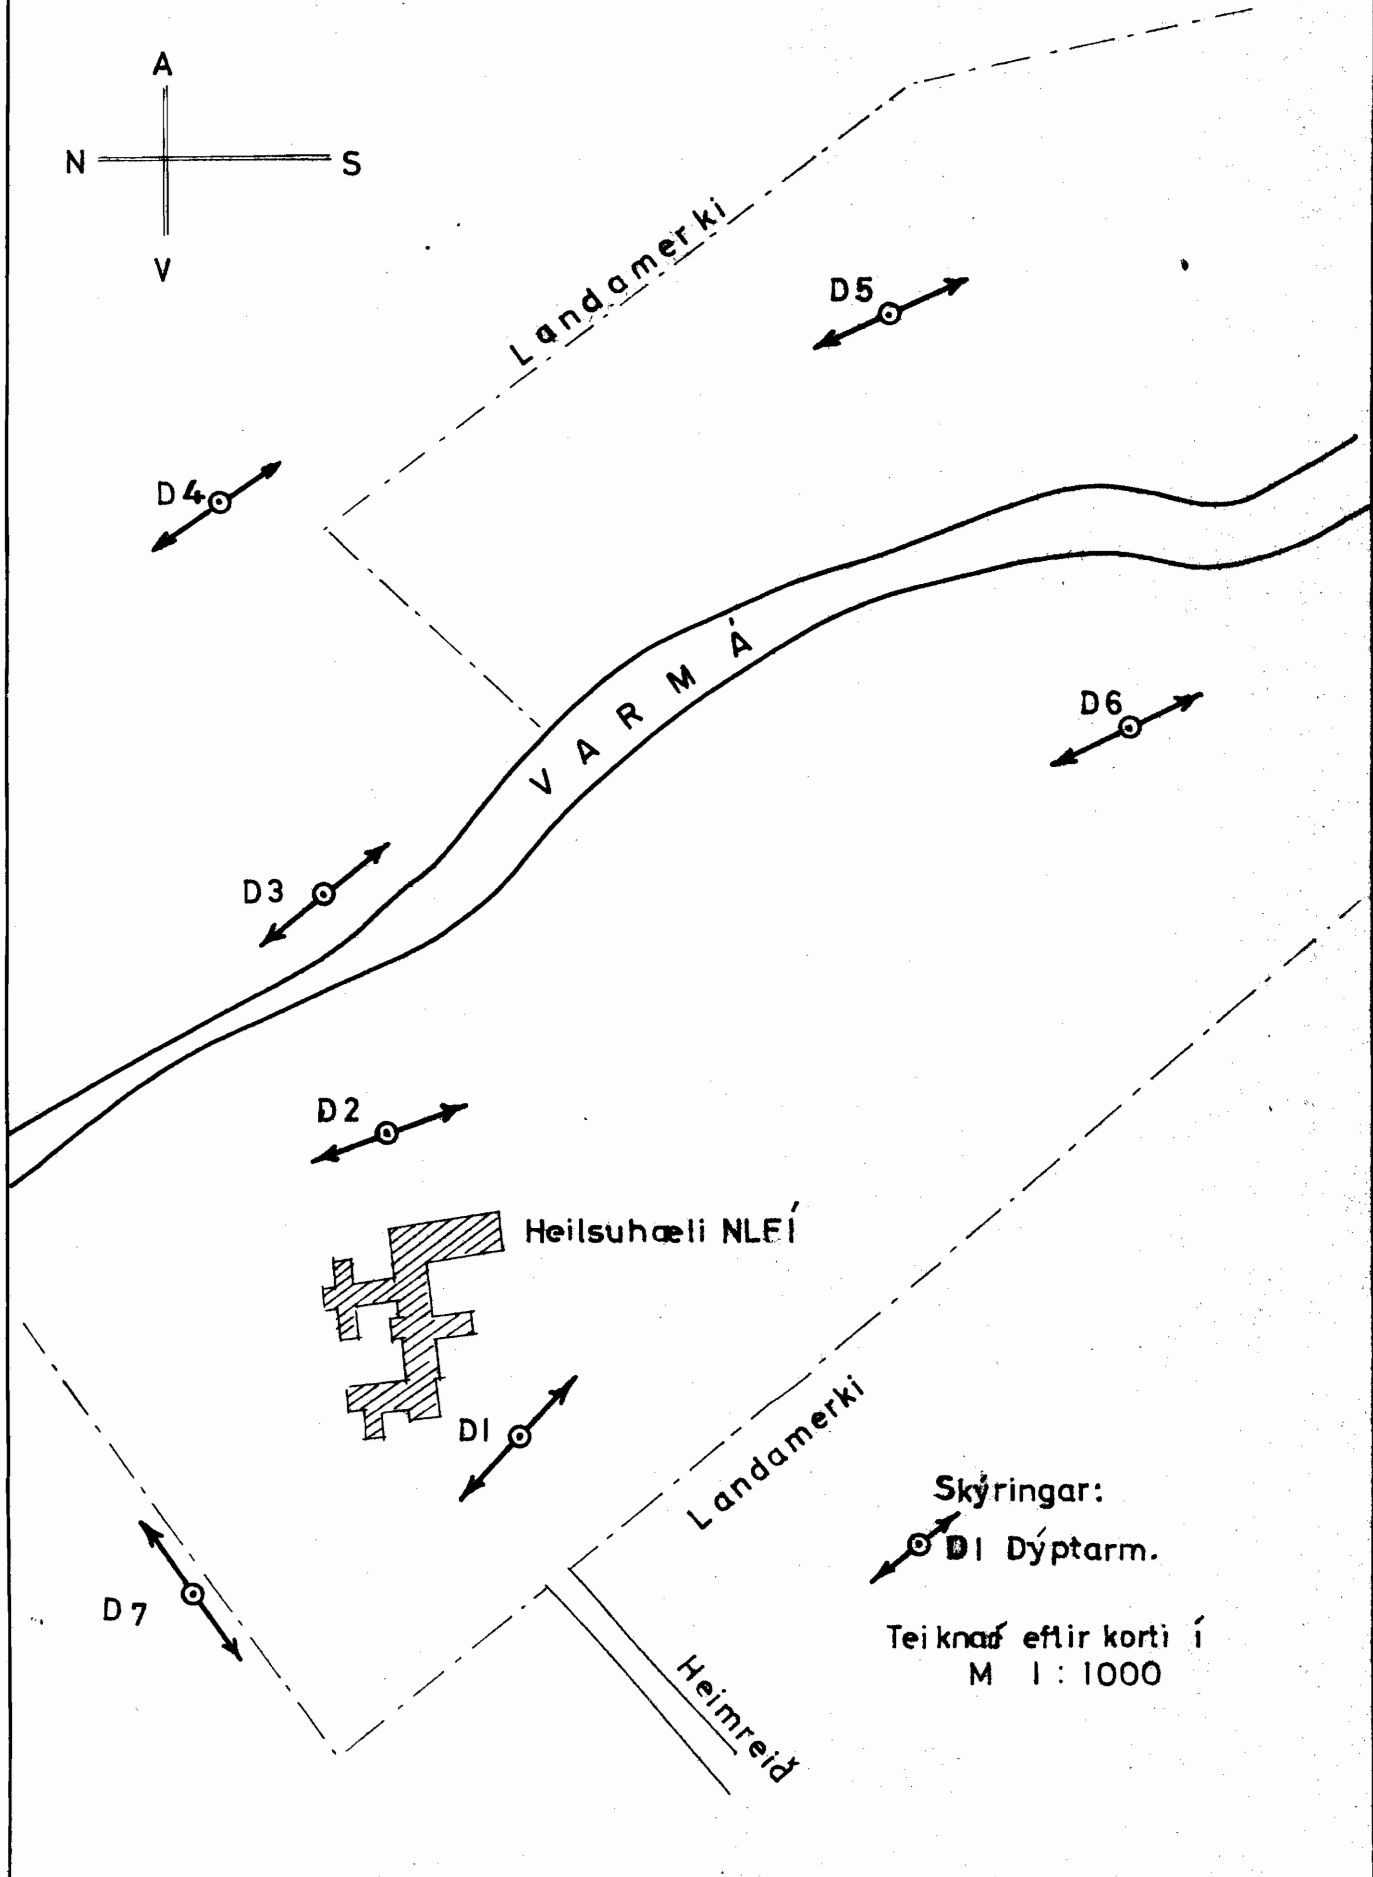 A
N S
V
Landamerki
D5
D4
VARMÁ
D6
D3
D2
Heilsuhæli NLFÍ
D1
Landamerki
Skýringar:
D1 Dýptarm.
D7
Teiknað eftir korti í
M 1:1000
Heimreið